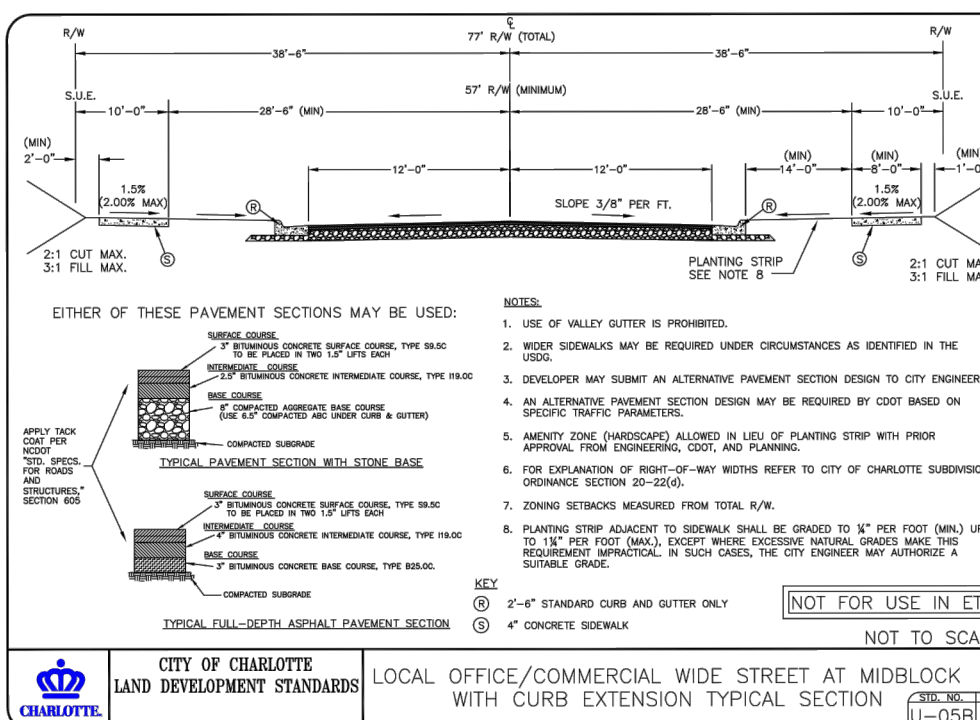 R/W
℄
77' R/W (TOTAL)
R/W
38'-6"
38'-6"
57' R/W (MINIMUM)
S.U.E.
S.U.E.
10'-0"
28'-6" (MIN)
28'-6" (MIN)
10'-0"
(MIN)
2'-0"
12'-0"
12'-0"
(MIN)
14'-0"
(MIN)
8'-0"
(MIN)
1'-0
1.5%
(2.00% MAX)
R
SLOPE 3/8" PER FT.
R
1.5%
(2.00% MAX)
2:1 CUT MAX.
3:1 FILL MAX.
S
PLANTING STRIP
SEE NOTE 8
S
2:1 CUT MA
3:1 FILL MA
EITHER OF THESE PAVEMENT SECTIONS MAY BE USED:
SURFACE COURSE
3" BITUMINOUS CONCRETE SURFACE COURSE, TYPE S9.5C
TO BE PLACED IN TWO 1.5" LIFTS EACH
INTERMEDIATE COURSE
2.5" BITUMINOUS CONCRETE INTERMEDIATE COURSE, TYPE I19.0C
BASE COURSE
8" COMPACTED AGGREGATE BASE COURSE
(USE 6.5" COMPACTED ABC UNDER CURB & GUTTER)
COMPACTED SUBGRADE
TYPICAL PAVEMENT SECTION WITH STONE BASE
APPLY TACK
COAT PER
NCDOT
"STD. SPECS.
FOR ROADS
AND
STRUCTURES,"
SECTION 605
SURFACE COURSE
3" BITUMINOUS CONCRETE SURFACE COURSE, TYPE S9.5C
TO BE PLACED IN TWO 1.5" LIFTS EACH
INTERMEDIATE COURSE
4" BITUMINOUS CONCRETE INTERMEDIATE COURSE, TYPE I19.0C
BASE COURSE
3" BITUMINOUS CONCRETE BASE COURSE, TYPE B25.0C.
COMPACTED SUBGRADE
TYPICAL FULL-DEPTH ASPHALT PAVEMENT SECTION
NOTES:
1. USE OF VALLEY GUTTER IS PROHIBITED.
2. WIDER SIDEWALKS MAY BE REQUIRED UNDER CIRCUMSTANCES AS IDENTIFIED IN THE
USDG.
3. DEVELOPER MAY SUBMIT AN ALTERNATIVE PAVEMENT SECTION DESIGN TO CITY ENGINEER
4. AN ALTERNATIVE PAVEMENT SECTION DESIGN MAY BE REQUIRED BY CDOT BASED ON
SPECIFIC TRAFFIC PARAMETERS.
5. AMENITY ZONE (HARDSCAPE) ALLOWED IN LIEU OF PLANTING STRIP WITH PRIOR
APPROVAL FROM ENGINEERING, CDOT, AND PLANNING.
6. FOR EXPLANATION OF RIGHT-OF-WAY WIDTHS REFER TO CITY OF CHARLOTTE SUBDIVISIO
ORDINANCE SECTION 20-22(d).
7. ZONING SETBACKS MEASURED FROM TOTAL R/W.
8. PLANTING STRIP ADJACENT TO SIDEWALK SHALL BE GRADED TO ¼" PER FOOT (MIN.) UP
TO 1¼" PER FOOT (MAX.), EXCEPT WHERE EXCESSIVE NATURAL GRADES MAKE THIS
REQUIREMENT IMPRACTICAL. IN SUCH CASES, THE CITY ENGINEER MAY AUTHORIZE A
SUITABLE GRADE.
KEY
R 2'-6" STANDARD CURB AND GUTTER ONLY
S 4" CONCRETE SIDEWALK
NOT FOR USE IN ET
NOT TO SCA
CHARLOTTE.
CITY OF CHARLOTTE
LAND DEVELOPMENT STANDARDS
LOCAL OFFICE/COMMERCIAL WIDE STREET AT MIDBLOCK
WITH CURB EXTENSION TYPICAL SECTION
STD. NO.
U-05B